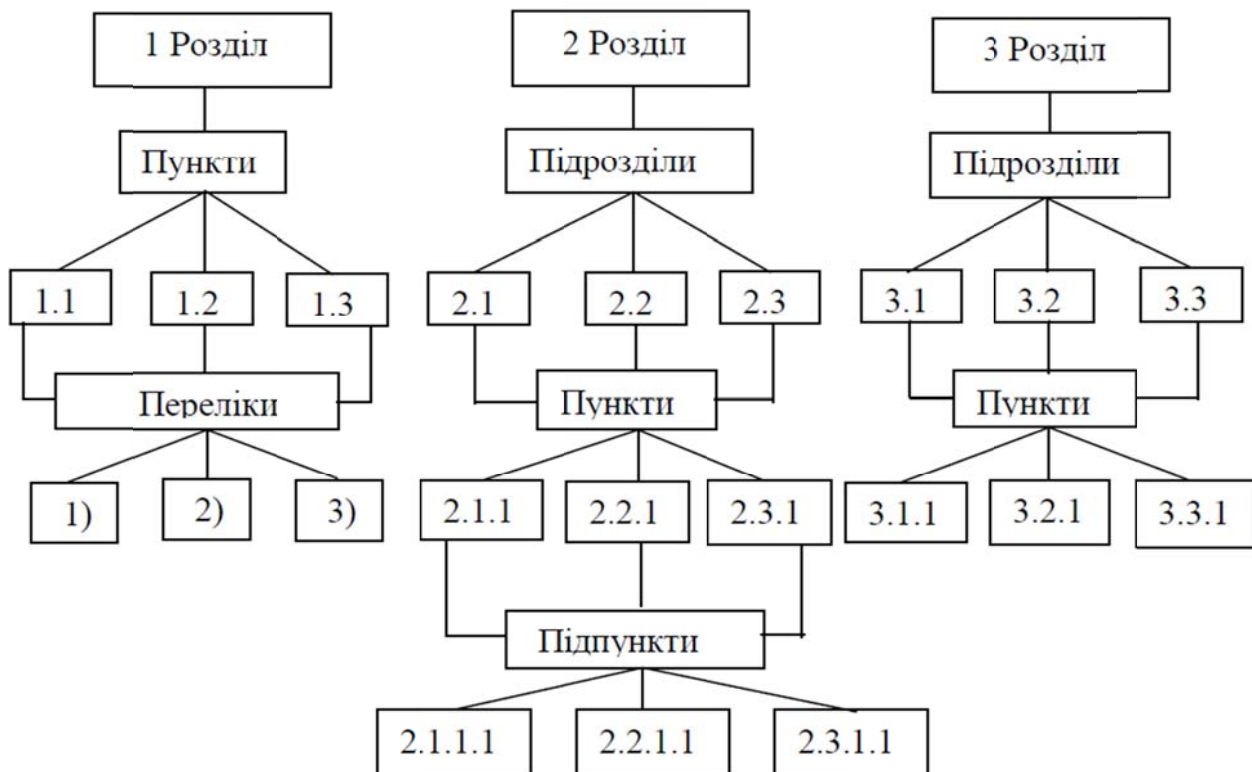 1 Розділ
2 Розділ
3 Розділ
Пункти
Підрозділи
Підрозділи
1.1
1.2
1.3
2.1
2.2
2.3
3.1
3.2
3.3
Переліки
Пункти
Пункти
1)
2)
3)
2.1.1
2.2.1
2.3.1
3.1.1
3.2.1
3.3.1
Підпункти
2.1.1.1
2.2.1.1
2.3.1.1